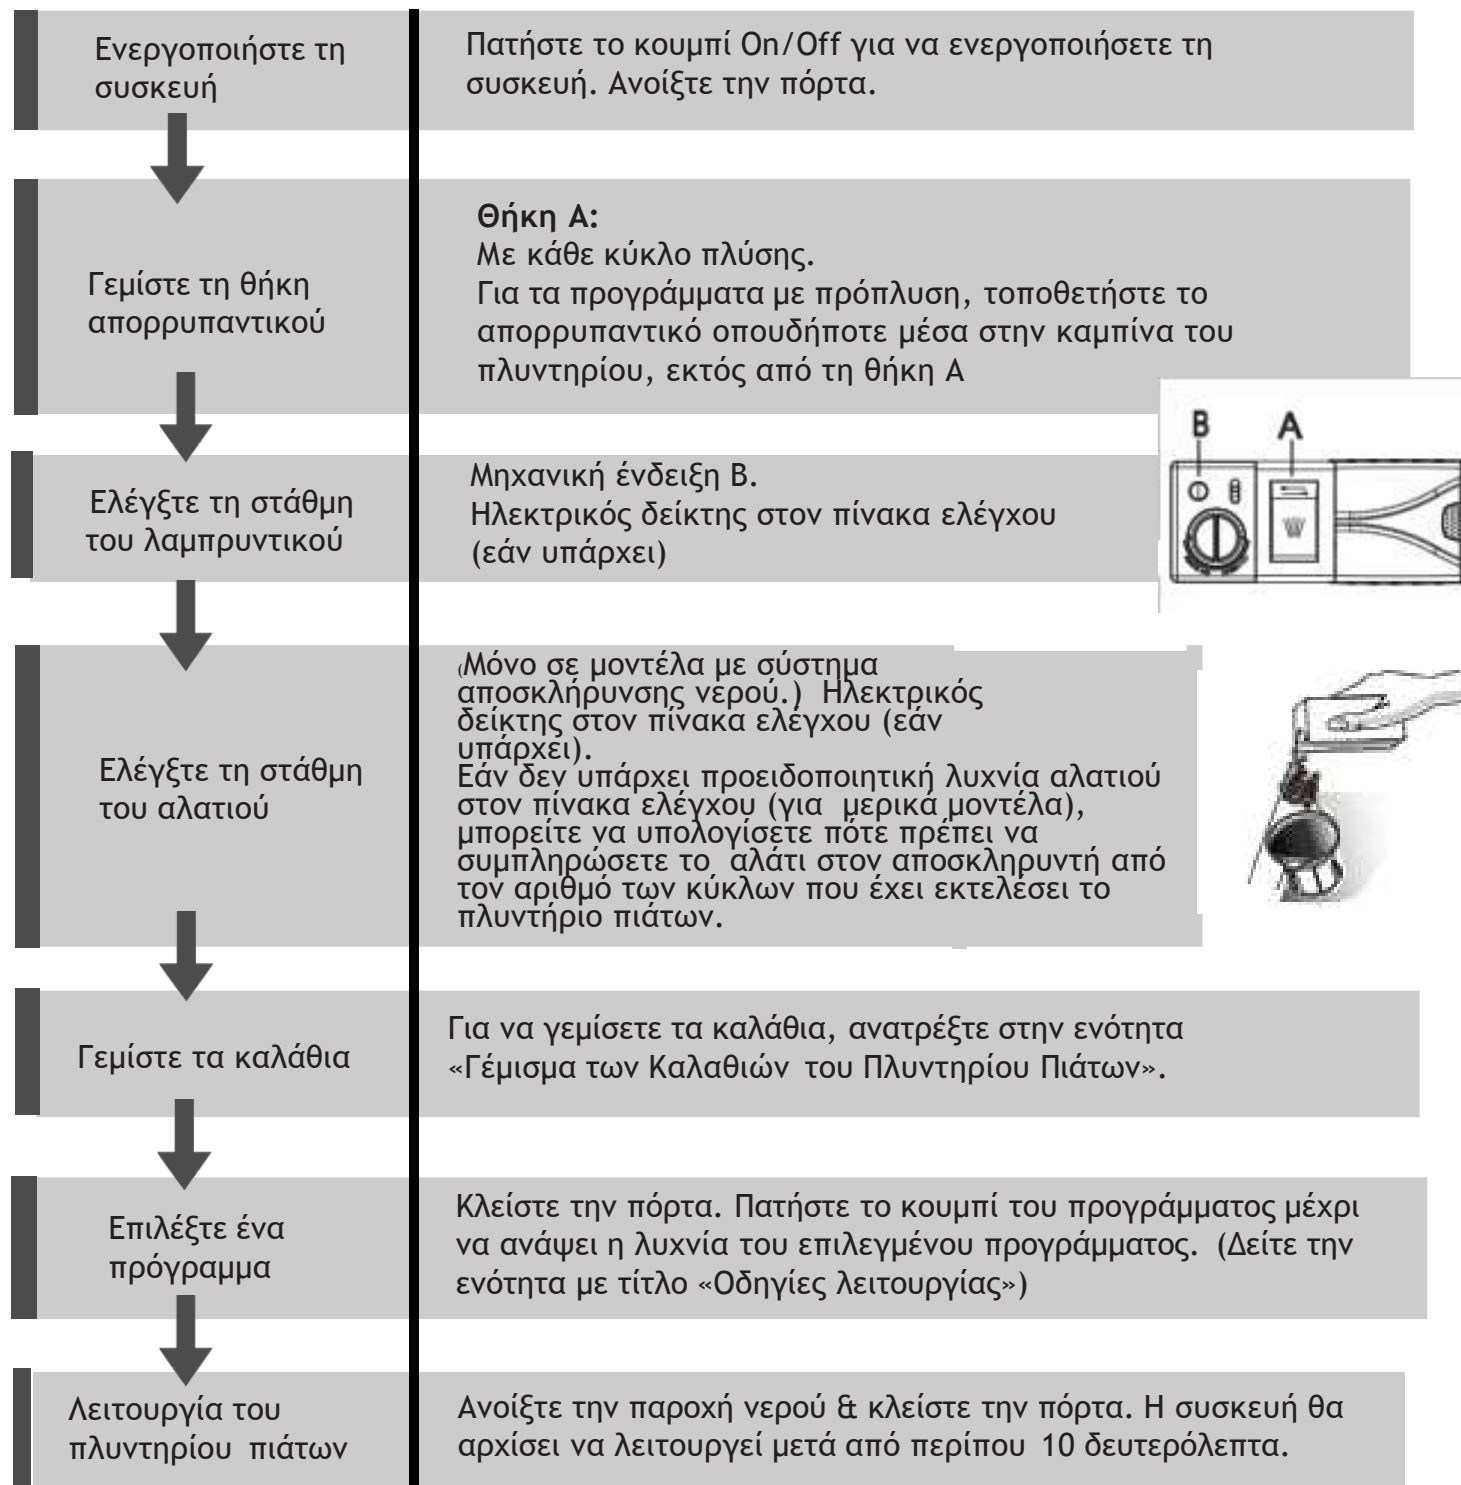 Ενεργοποιήστε τη
συσκευή
Πατήστε το κουμπί On/Off για να ενεργοποιήσετε τη
συσκευή. Ανοίξτε την πόρτα.
Γεμίστε τη θήκη
απορρυπαντικού
Θήκη Α:
Με κάθε κύκλο πλύσης.
Για τα προγράμματα με πρόπλυση, τοποθετήστε το
απορρυπαντικό οπουδήποτε μέσα στην καμπίνα του
πλυντηρίου, εκτός από τη θήκη Α
Ελέγξτε τη στάθμη
του λαμπρυντικού
Μηχανική ένδειξη Β.
Ηλεκτρικός δείκτης στον πίνακα ελέγχου
(εάν υπάρχει)
B A
Ελέγξτε τη στάθμη
του αλατιού
(Μόνο σε μοντέλα με σύστημα
αποσκλήρυνσης νερού.) Ηλεκτρικός
δείκτης στον πίνακα ελέγχου (εάν
υπάρχει).
Εάν δεν υπάρχει προειδοποιητική λυχνία αλατιού
στον πίνακα ελέγχου (για μερικά μοντέλα),
μπορείτε να υπολογίσετε πότε πρέπει να
συμπληρώσετε το αλάτι στον αποσκληρυντή από
τον αριθμό των κύκλων που έχει εκτελέσει το
πλυντήριο πιάτων.
Γεμίστε τα καλάθια
Για να γεμίσετε τα καλάθια, ανατρέξτε στην ενότητα
«Γέμισμα των Καλαθιών του Πλυντηρίου Πιάτων».
Επιλέξτε ένα
πρόγραμμα
Κλείστε την πόρτα. Πατήστε το κουμπί του προγράμματος μέχρι
να ανάψει η λυχνία του επιλεγμένου προγράμματος. (Δείτε την
ενότητα με τίτλο «Οδηγίες λειτουργίας»)
Λειτουργία του
πλυντηρίου πιάτων
Ανοίξτε την παροχή νερού & κλείστε την πόρτα. Η συσκευή θα
αρχίσει να λειτουργεί μετά από περίπου 10 δευτερόλεπτα.